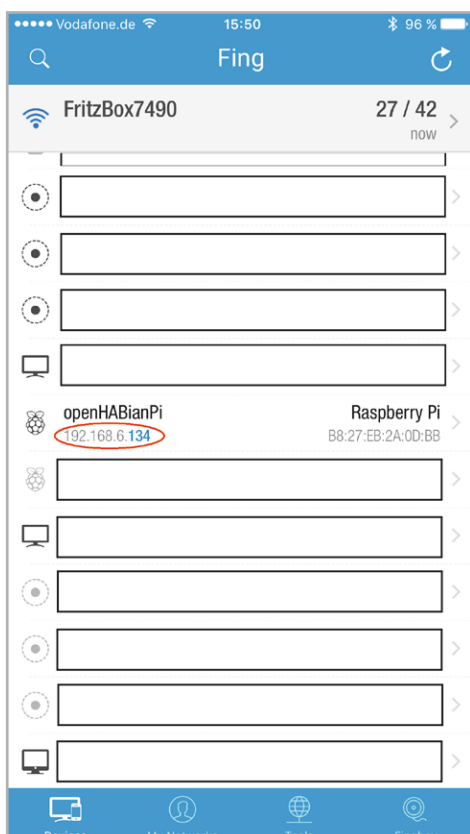 Vodafone.de 15:50 96 %
Fing
FritzBox7490 27 / 42
now
openHABianPi Raspberry Pi
192.168.6.134 B8:27:EB:2A:0D:BB